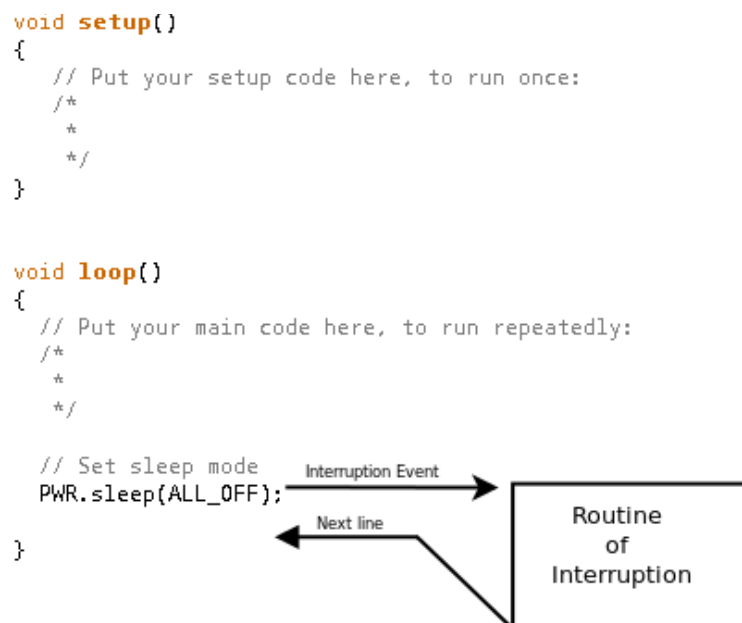 void setup()
{
// Put your setup code here, to run once:
/*
*
*/
}
void loop()
{
// Put your main code here, to run repeatedly:
/*
*
*/
// Set sleep mode
PWR.sleep(ALL_OFF);
Interruption Event
Next line
}
Routine
of
Interruption